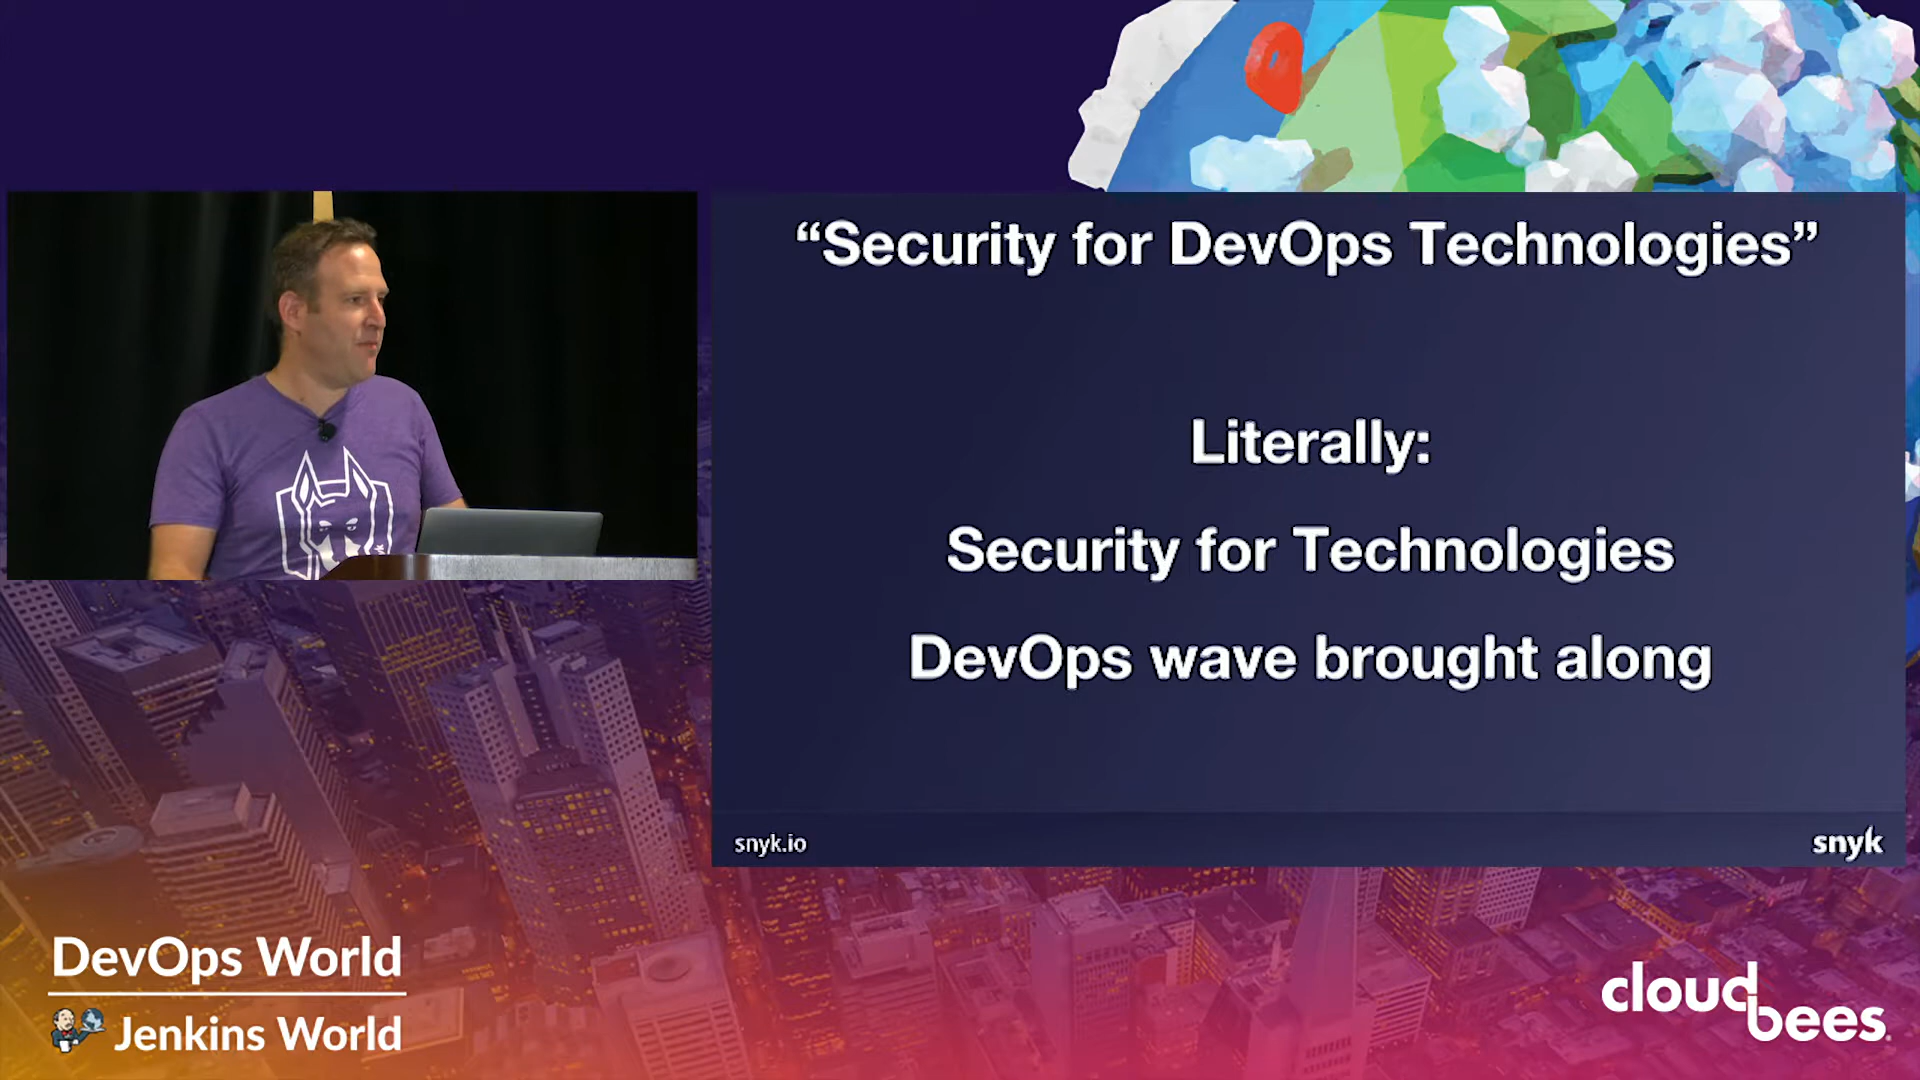 “Security for DevOps Technologies”
Literally:
Security for Technologies
DevOps wave brought along
snyk.io
snyk
DevOps World
Jenkins World
cloudbees